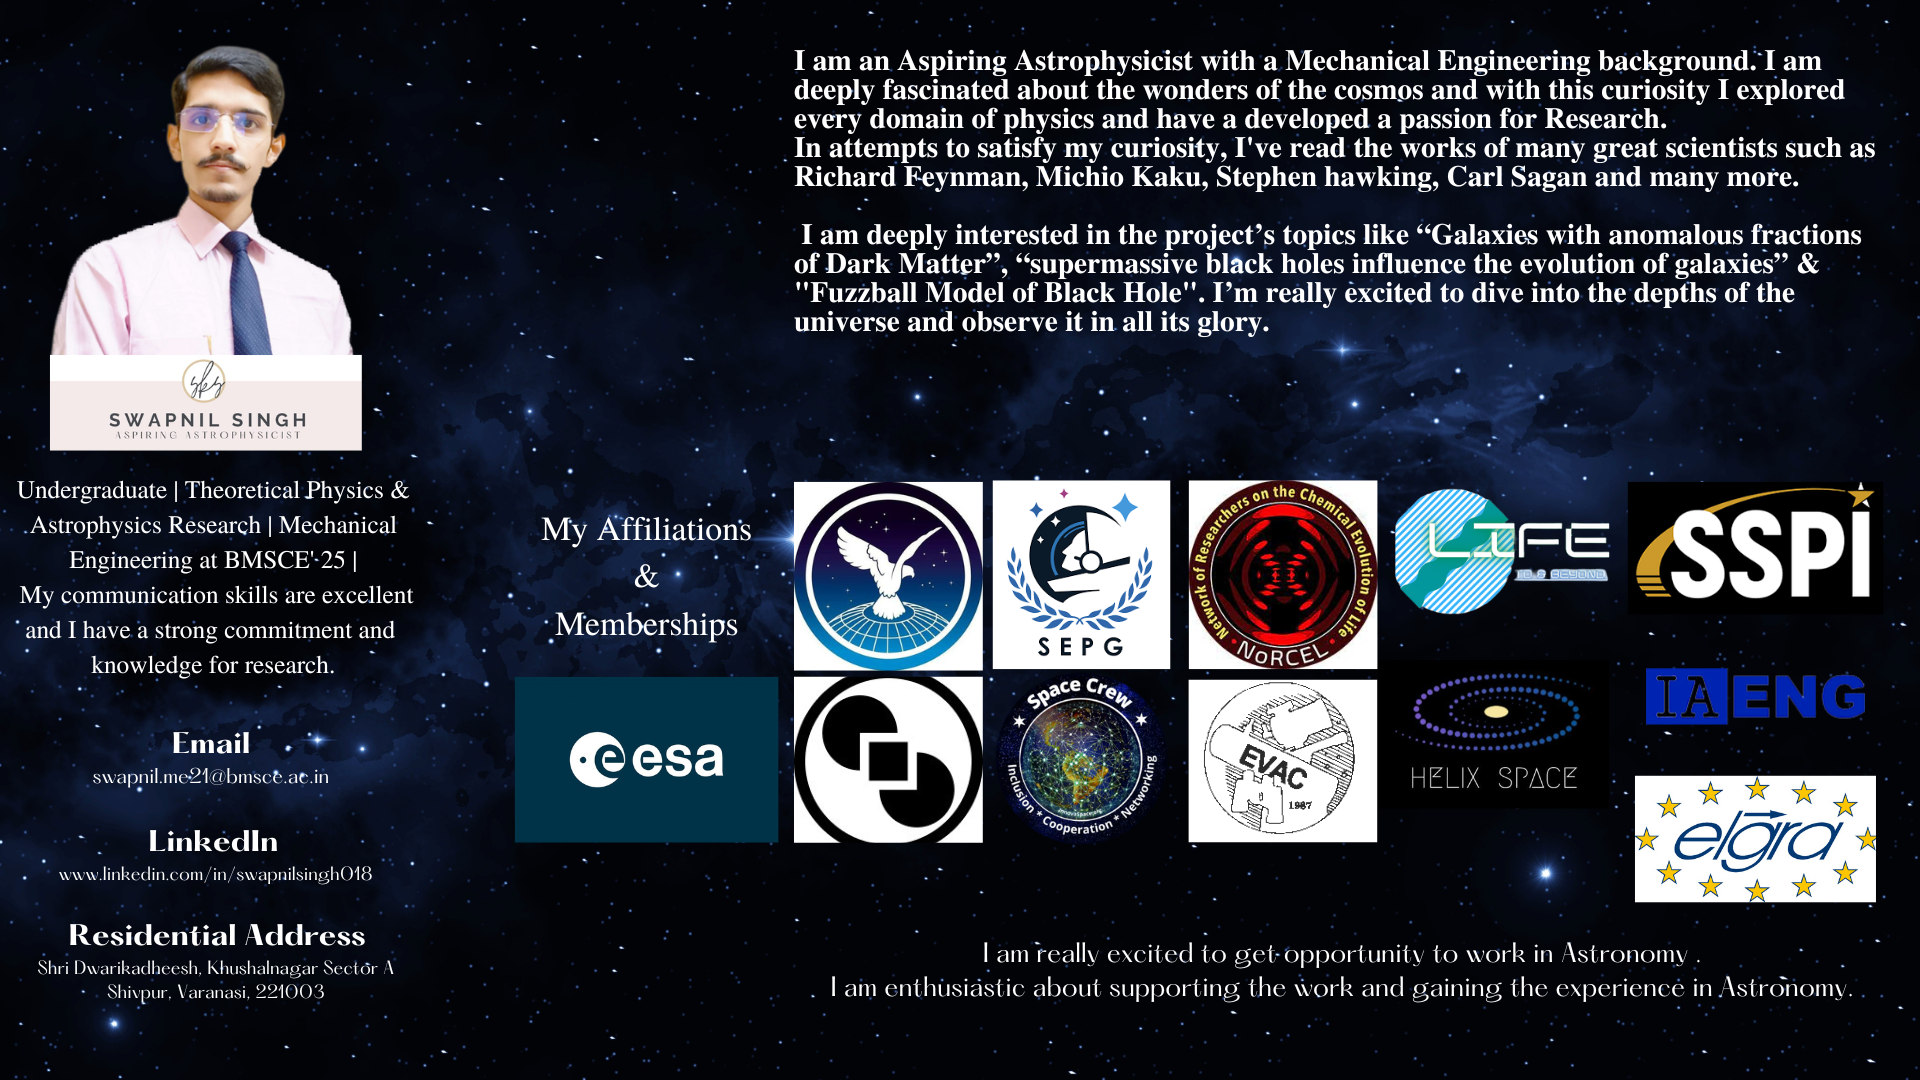 I am an Aspiring Astrophysicist with a Mechanical Engineering background. I am
deeply fascinated about the wonders of the cosmos and with this curiosity I explored
every domain of physics and have a developed a passion for Research.
In attempts to satisfy my curiosity, I've read the works of many great scientists such as
Richard Feynman, Michio Kaku, Stephen hawking, Carl Sagan and many more.
I am deeply interested in the project’s topics like “Galaxies with anomalous fractions
of Dark Matter”, “supermassive black holes influence the evolution of galaxies” &
"Fuzzball Model of Black Hole". I’m really excited to dive into the depths of the
universe and observe it in all its glory.
SWAPNIL SINGH
ASPIRING ASTROPHYSICIST
Undergraduate | Theoretical Physics &
Astrophysics Research | Mechanical
Engineering at BMSCE' 25 |
My communication skills are excellent
and I have a strong commitment and
knowledge for research.
Email
swapnil.me21@bmsce.ac.in
LinkedIn
www.linkedin.com/in/swapnilsingh018
Residential Address
Shri Dwarikadheesh, Khushalnagar Sector A
Shivpur, Varanasi, 221003
My Affiliations
&
Memberships
SEPG
Network of Researchers on the Chemical Evolution of Life
NoRCEL
LIFE
TO & BEYOND
SSPI
esa
Space Crew
Inclusion * Cooperation * Networking
EVAC
1987
HELIX SPACE
IAENG
elgra
I am really excited to get opportunity to work in Astronomy .
I am enthusiastic about supporting the work and gaining the experience in Astronomy.